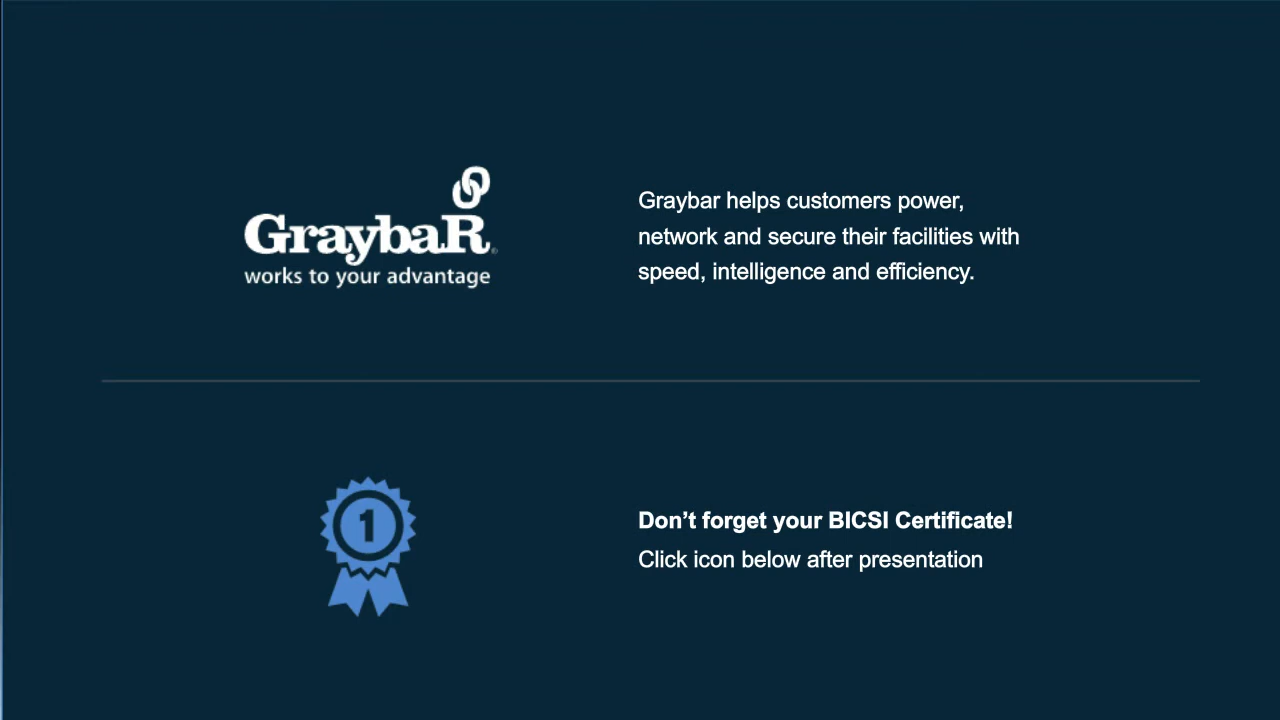 GraybaR®
works to your advantage
Graybar helps customers power,
network and secure their facilities with
speed, intelligence and efficiency.
1
Don’t forget your BICSI Certificate!
Click icon below after presentation